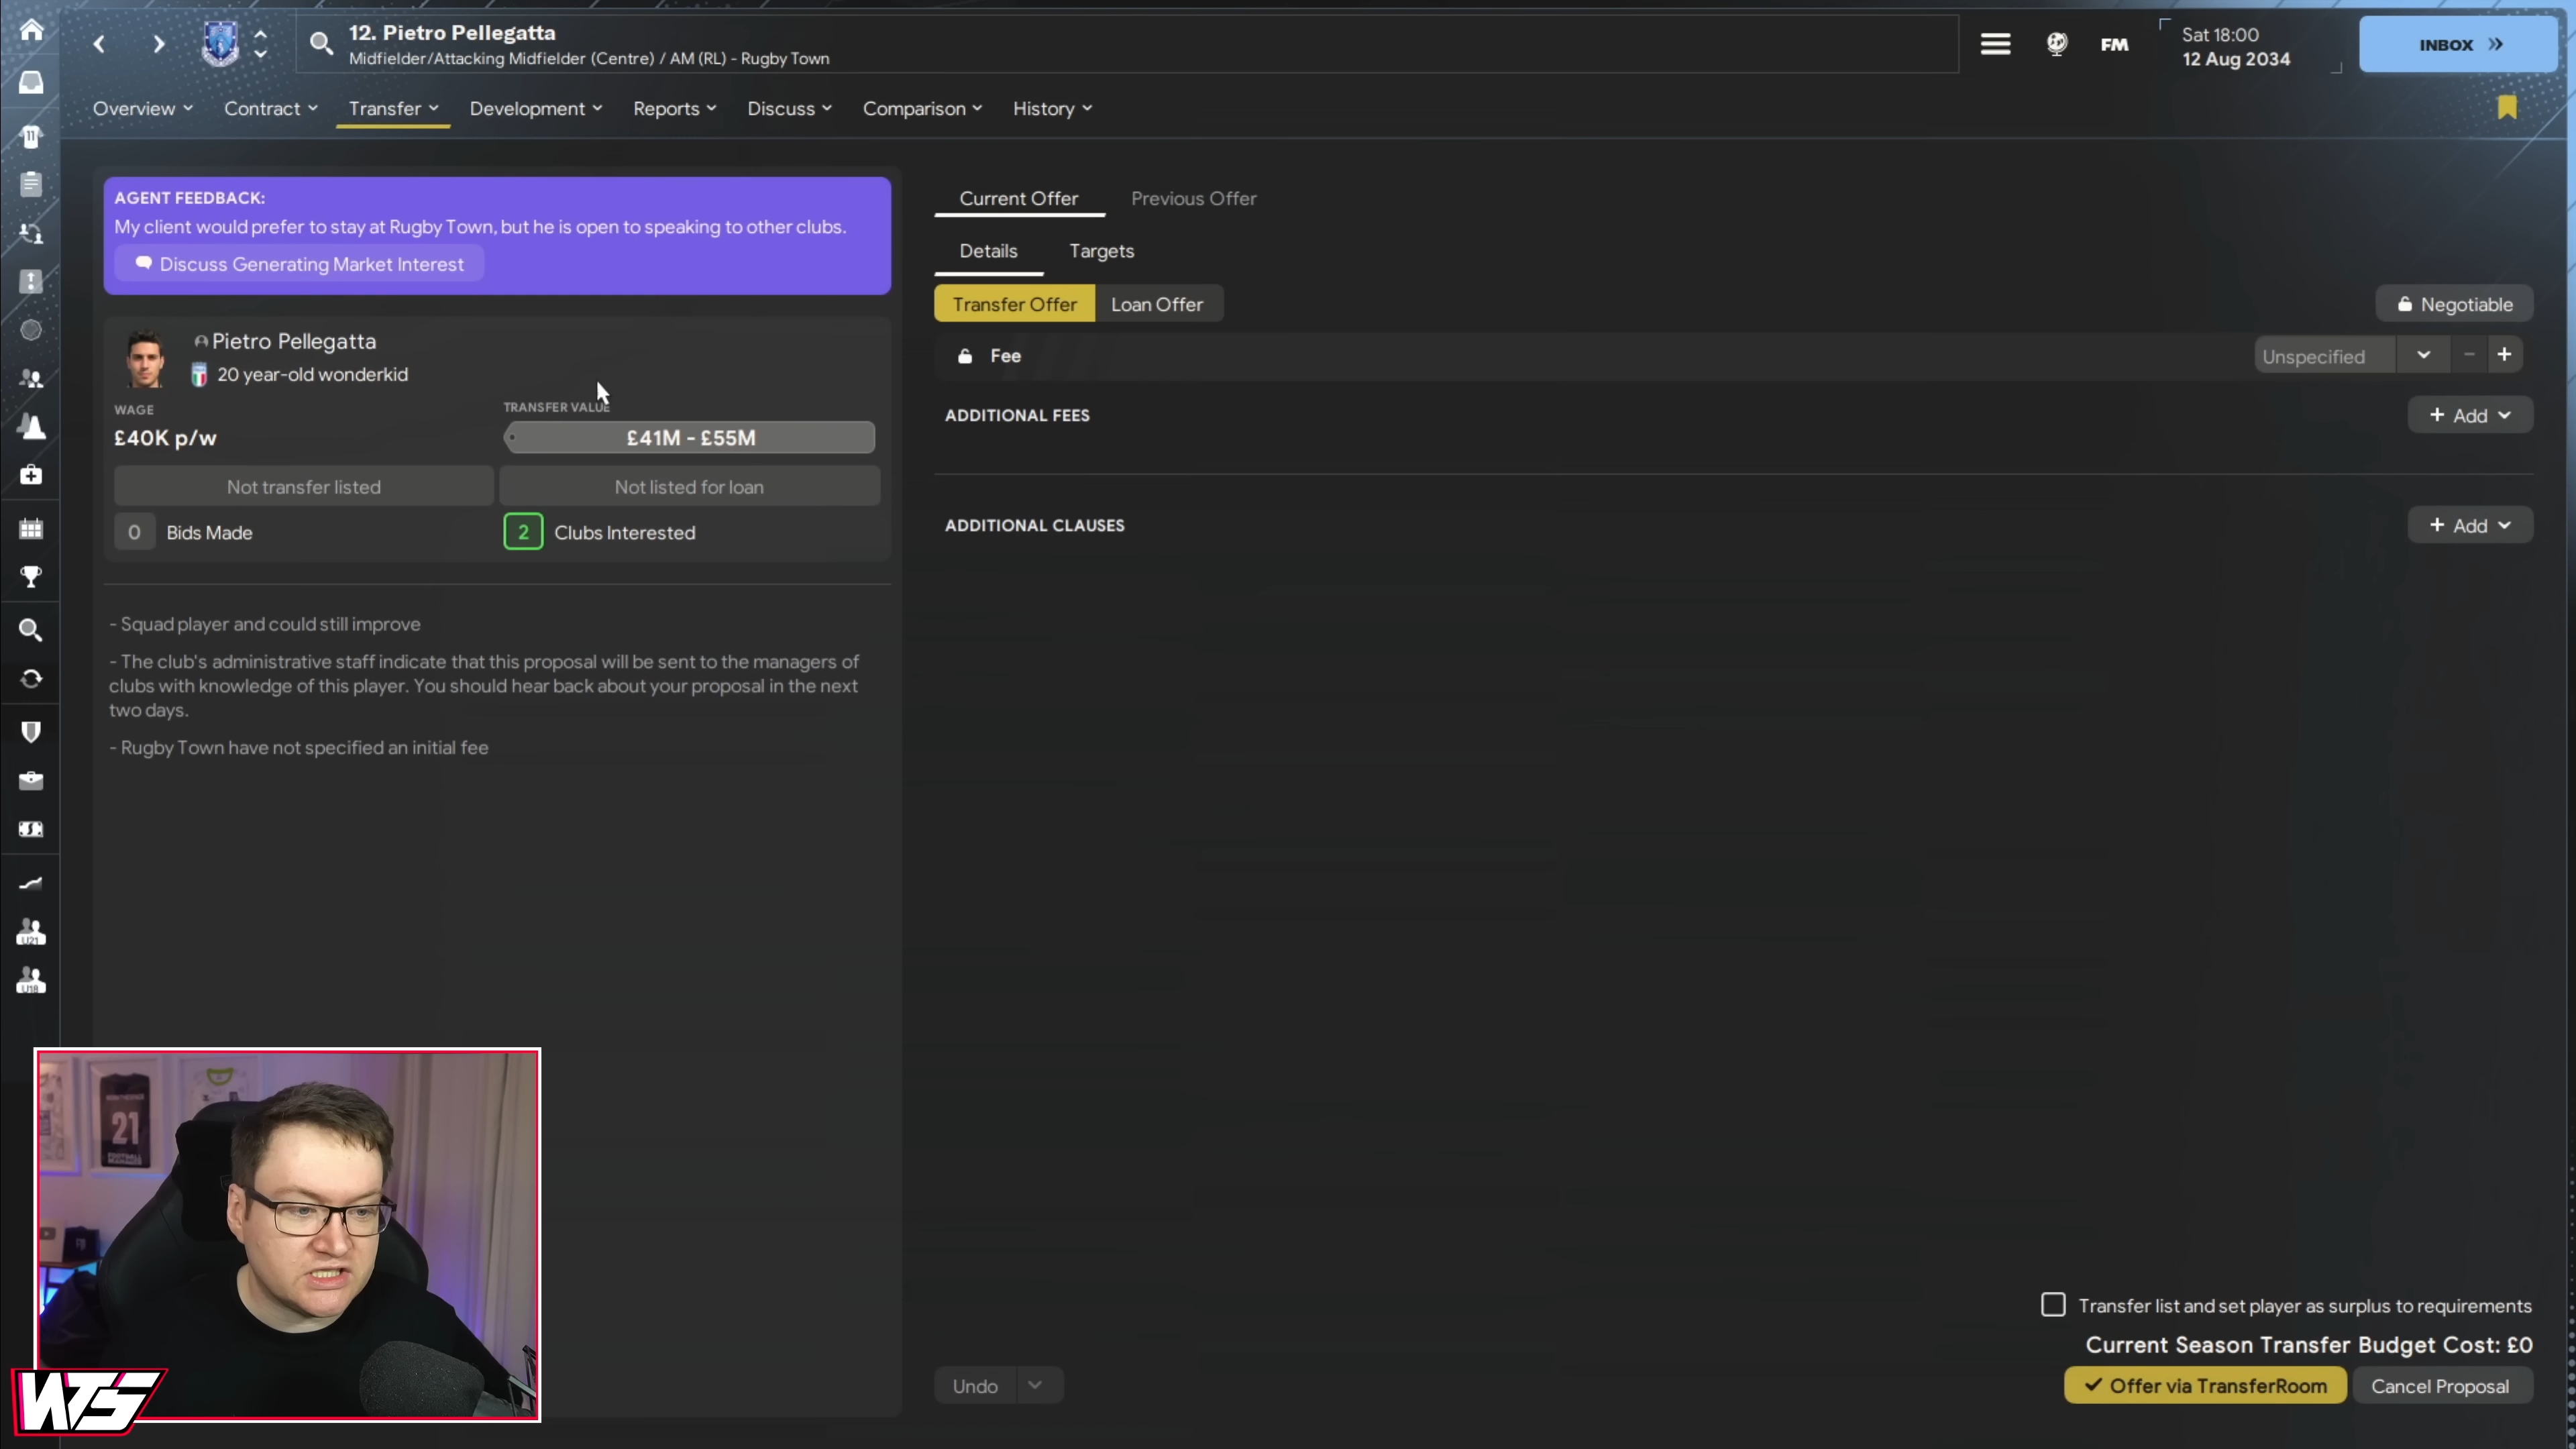 12. Pietro Pellegatta
Midfielder/Attacking Midfielder (Centre) / AM (RL) - Rugby Town
FM
Sat 18:00
12 Aug 2034
INBOX
Overview
Contract
Transfer
Development
Reports
Discuss
Comparison
History
AGENT FEEDBACK:
My client would prefer to stay at Rugby Town, but he is open to speaking to other clubs.
Discuss Generating Market Interest
Pietro Pellegatta
20 year-old wonderkid
WAGE
£40K p/w
TRANSFER VALUE
£41M - £55M
Not transfer listed
Not listed for loan
0 Bids Made
2 Clubs Interested
- Squad player and could still improve
- The club's administrative staff indicate that this proposal will be sent to the managers of
clubs with knowledge of this player. You should hear back about your proposal in the next
two days.
- Rugby Town have not specified an initial fee
Current Offer
Previous Offer
Details
Targets
Transfer Offer
Loan Offer
Negotiable
Fee
Unspecified
ADDITIONAL FEES
+ Add
ADDITIONAL CLAUSES
+ Add
Transfer list and set player as surplus to requirements
Current Season Transfer Budget Cost: £0
Undo
Offer via TransferRoom
Cancel Proposal
11
U21
U18
21
WTS